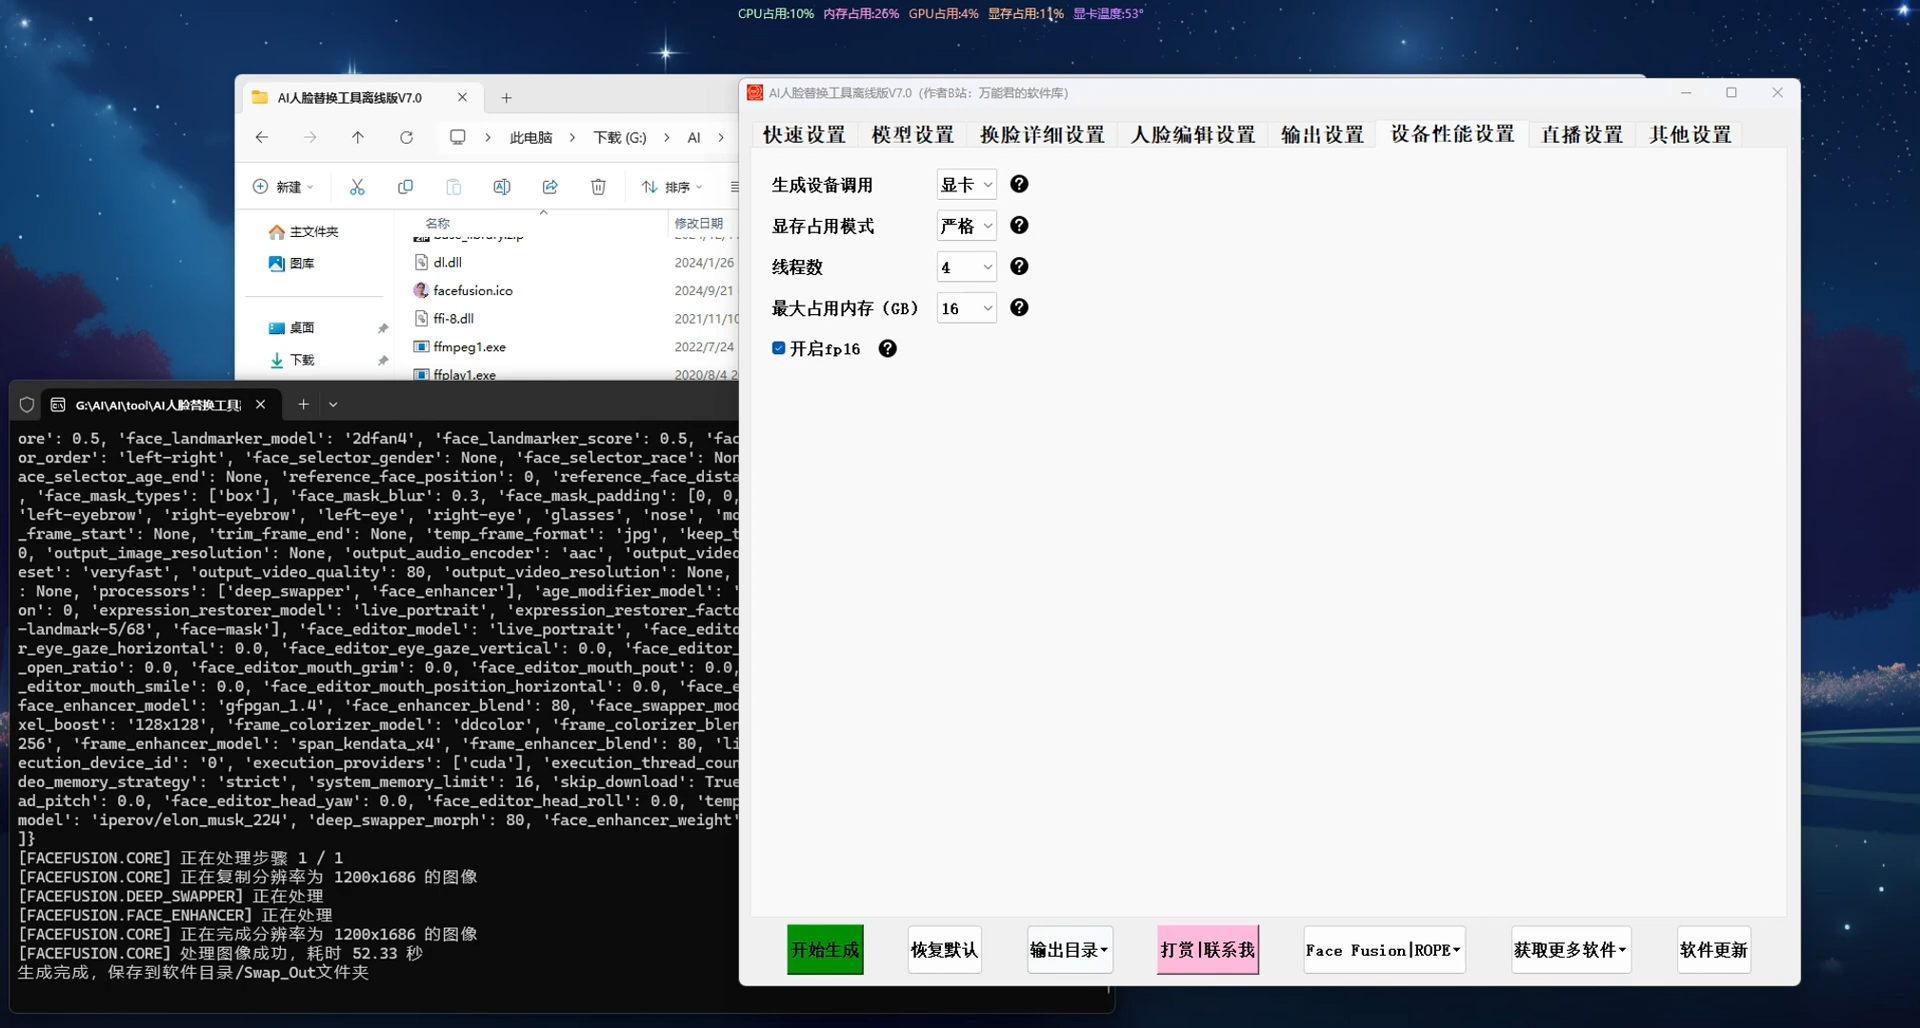 CPU占用:10% 内存占用:26% GPU占用:4% 显存占用:11% 显卡温度:53°
AI人脸替换工具离线版V7.0
此电脑 下载 (G:) AI
新建 排序
名称 修改日期
主文件夹
图库
桌面
下载
base_library.zip 2024/12/
dl.dll 2024/1/26
facefusion.ico 2024/9/21
ffi-8.dll 2021/11/10
ffmpeg1.exe 2022/7/24
ffplay1.exe 2020/8/4 2
G:\AI\AI\tool\AI人脸替换工具
ore': 0.5, 'face_landmarker_model': '2dfan4', 'face_landmarker_score': 0.5, 'fac
or_order': 'left-right', 'face_selector_gender': None, 'face_selector_race': Non
ace_selector_age_end': None, 'reference_face_position': 0, 'reference_face_dista
, 'face_mask_types': ['box'], 'face_mask_blur': 0.3, 'face_mask_padding': [0, 0,
'left-eyebrow', 'right-eyebrow', 'left-eye', 'right-eye', 'glasses', 'nose', 'mo
_frame_start': None, 'trim_frame_end': None, 'temp_frame_format': 'jpg', 'keep_t
0, 'output_image_resolution': None, 'output_audio_encoder': 'aac', 'output_video
eset': 'veryfast', 'output_video_quality': 80, 'output_video_resolution': None,
: None, 'processors': ['deep_swapper', 'face_enhancer'], 'age_modifier_model': '
on': 0, 'expression_restorer_model': 'live_portrait', 'expression_restorer_facto
-landmark-5/68', 'face-mask'], 'face_editor_model': 'live_portrait', 'face_edito
r_eye_gaze_horizontal': 0.0, 'face_editor_eye_gaze_vertical': 0.0, 'face_editor_
_open_ratio': 0.0, 'face_editor_mouth_grim': 0.0, 'face_editor_mouth_pout': 0.0,
_editor_mouth_smile': 0.0, 'face_editor_mouth_position_horizontal': 0.0, 'face_e
face_enhancer_model': 'gfpgan_1.4', 'face_enhancer_blend': 80, 'face_swapper_mod
xel_boost': '128x128', 'frame_colorizer_model': 'ddcolor', 'frame_colorizer_blen
256', 'frame_enhancer_model': 'span_kendata_x4', 'frame_enhancer_blend': 80, 'li
ecution_device_id': '0', 'execution_providers': ['cuda'], 'execution_thread_coun
deo_memory_strategy': 'strict', 'system_memory_limit': 16, 'skip_download': True
ad_pitch': 0.0, 'face_editor_head_yaw': 0.0, 'face_editor_head_roll': 0.0, 'temp
model': 'iperov/elon_musk_224', 'deep_swapper_morph': 80, 'face_enhancer_weight'
]}
[FACEFUSION.CORE] 正在处理步骤 1 / 1
[FACEFUSION.CORE] 正在复制分辨率为 1200x1686 的图像
[FACEFUSION.DEEP_SWAPPER] 正在处理
[FACEFUSION.FACE_ENHANCER] 正在处理
[FACEFUSION.CORE] 正在完成分辨率为 1200x1686 的图像
[FACEFUSION.CORE] 处理图像成功，耗时 52.33 秒
生成完成，保存到软件目录/Swap_Out文件夹
AI人脸替换工具离线版V7.0（作者B站：万能君的软件库）
快速设置 模型设置 换脸详细设置 人脸编辑设置 输出设置 设备性能设置 直播设置 其他设置
生成设备调用 显卡 ?
显存占用模式 严格 ?
线程数 4 ?
最大占用内存（GB） 16 ?
开启fp16 ?
开始生成 恢复默认 输出目录 打赏|联系我 Face Fusion|ROPE 获取更多软件 软件更新